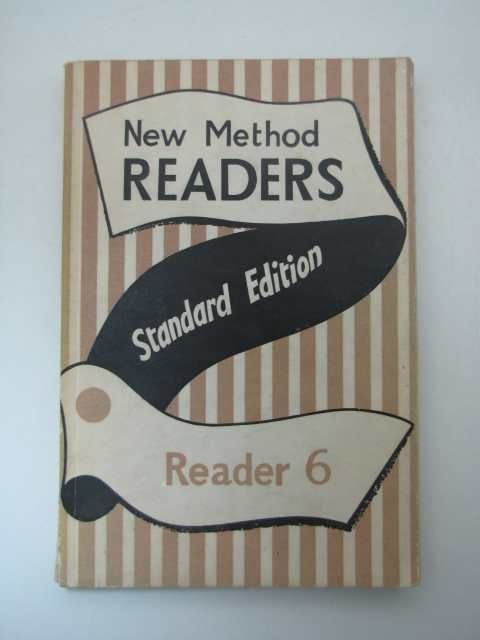 New Method
READERS
Standard Edition
Reader 6